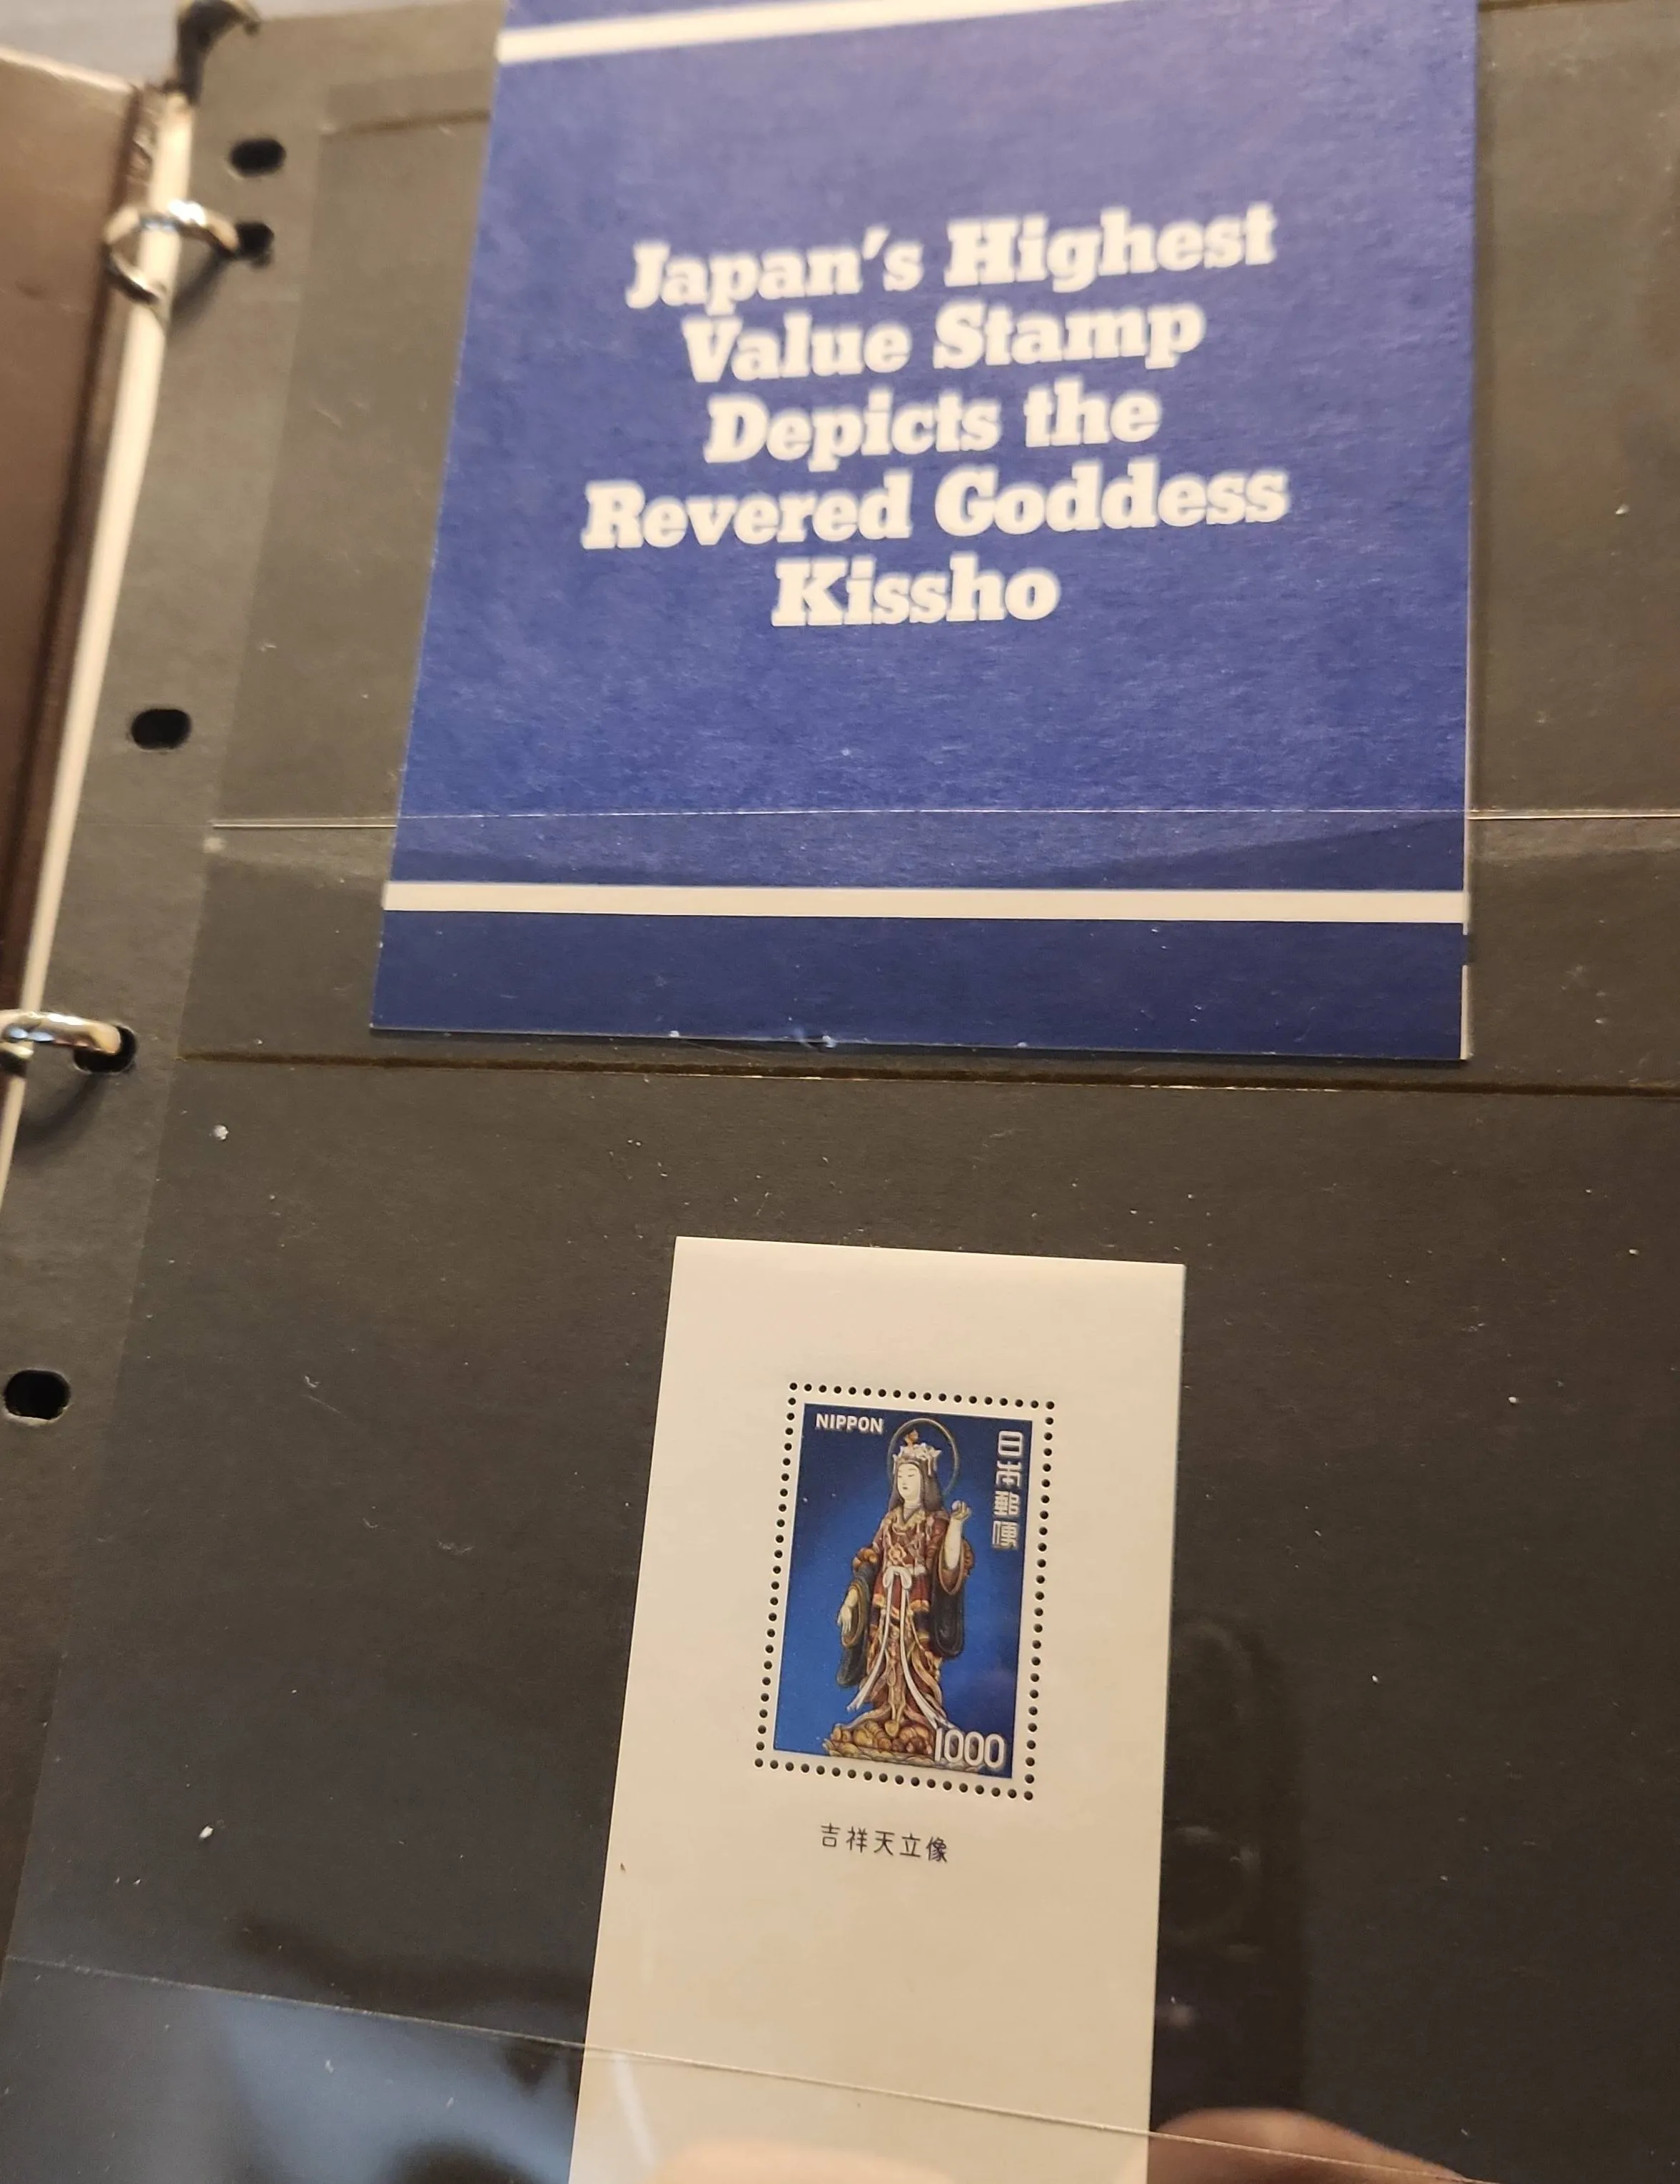 Japan's Highest
Value Stamp
Depicts the
Revered Goddess
Kissho
NIPPON
日本郵便
1000
吉祥天立像